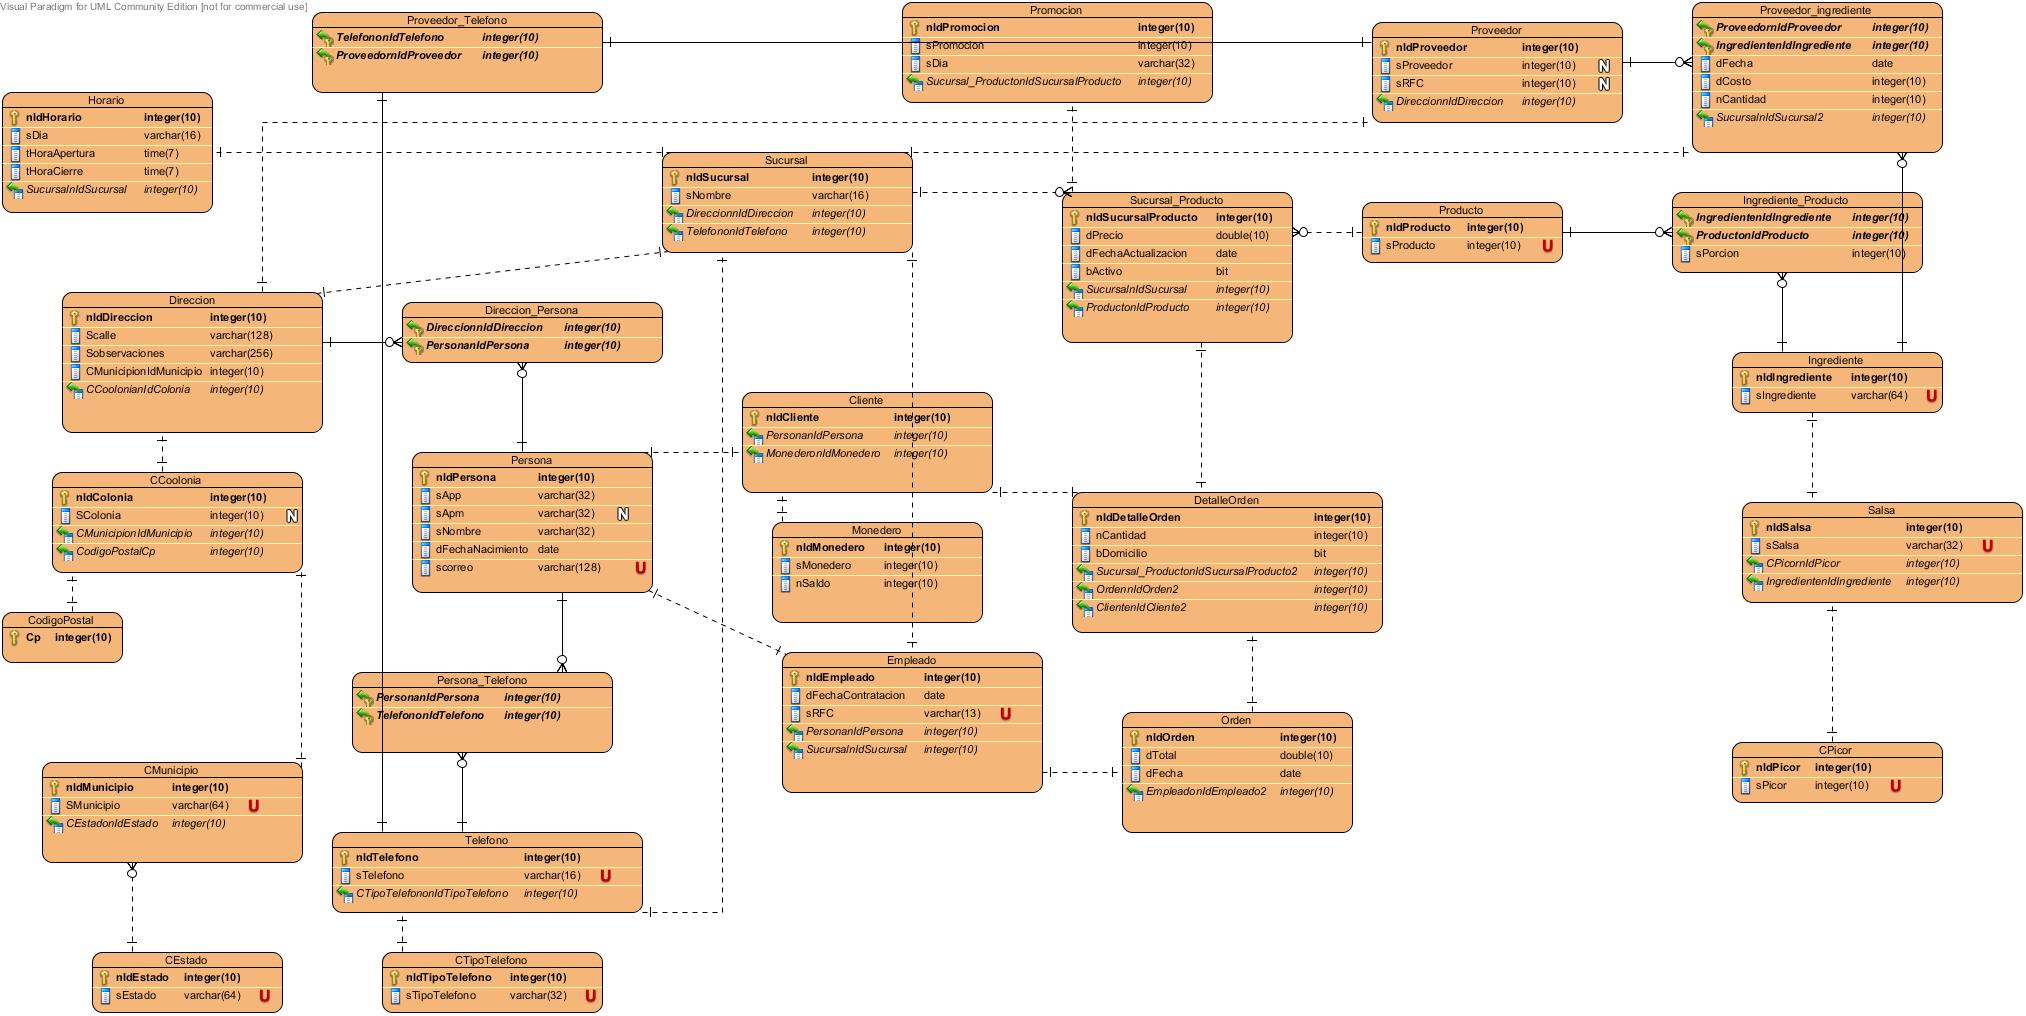 Visual Paradigm for UML Community Edition [not for commercial use]
Proveedor_Telefono
TelefononIdTelefono integer(10)
ProveedornIdProveedor integer(10)
Promocion
nIdPromocion integer(10)
sPromocion integer(10)
sDia varchar(32)
Sucursal_ProductonIdSucursalProducto integer(10)
Proveedor
nIdProveedor integer(10)
sProveedor integer(10) N
sRFC integer(10) N
DireccionnIdDireccion integer(10)
Proveedor_ingrediente
ProveedornIdProveedor integer(10)
IngredientenIdIngrediente integer(10)
dFecha date
dCosto integer(10)
nCantidad integer(10)
SucursalnIdSucursal2 integer(10)
Horario
nIdHorario integer(10)
sDia varchar(16)
tHoraApertura time(7)
tHoraCierre time(7)
SucursalnIdSucursal integer(10)
Sucursal
nIdSucursal integer(10)
sNombre varchar(16)
DireccionnIdDireccion integer(10)
TelefononIdTelefono integer(10)
Sucursal_Producto
nIdSucursalProducto integer(10)
dPrecio double(10)
dFechaActualizacion date
bActivo bit
SucursalnIdSucursal integer(10)
ProductonIdProducto integer(10)
Producto
nIdProducto integer(10)
sProducto integer(10) U
Ingrediente_Producto
IngredientenIdIngrediente integer(10)
ProductonIdProducto integer(10)
sPorcion integer(10)
Direccion
nIdDireccion integer(10)
Scalle varchar(128)
Sobservaciones varchar(256)
CMunicipionIdMunicipio integer(10)
CCoolonianIdColonia integer(10)
Direccion_Persona
DireccionnIdDireccion integer(10)
PersonanIdPersona integer(10)
Ingrediente
nIdIngrediente integer(10)
sIngrediente varchar(64) U
Cliente
nIdCliente integer(10)
PersonanIdPersona integer(10)
MonederonIdMonedero integer(10)
Persona
nIdPersona integer(10)
sApp varchar(32)
sApm varchar(32) N
sNombre varchar(32)
dFechaNacimiento date
scorreo varchar(128) U
CCoolonia
nIdColonia integer(10)
SColonia integer(10) N
CMunicipionIdMunicipio integer(10)
CodigoPostalCp integer(10)
DetalleOrden
nIdDetalleOrden integer(10)
nCantidad integer(10)
bDomicilio bit
Sucursal_ProductonIdSucursalProducto2 integer(10)
OrdennIdOrden2 integer(10)
ClientenIdCliente2 integer(10)
Salsa
nIdSalsa integer(10)
sSalsa varchar(32) U
CPicornIdPicor integer(10)
IngredientenIdIngrediente integer(10)
Monedero
nIdMonedero integer(10)
sMonedero integer(10)
nSaldo integer(10)
CodigoPostal
Cp integer(10)
Empleado
nIdEmpleado integer(10)
dFechaContratacion date
sRFC varchar(13) U
PersonanIdPersona integer(10)
SucursalnIdSucursal integer(10)
Persona_Telefono
PersonanIdPersona integer(10)
TelefononIdTelefono integer(10)
Orden
nIdOrden integer(10)
dTotal double(10)
dFecha date
EmpleadonIdEmpleado2 integer(10)
CPicor
nIdPicor integer(10)
sPicor integer(10) U
CMunicipio
nIdMunicipio integer(10)
SMunicipio varchar(64) U
CEstadonIdEstado integer(10)
Telefono
nIdTelefono integer(10)
sTelefono varchar(16) U
CTipoTelefononIdTipoTelefono integer(10)
CEstado
nIdEstado integer(10)
sEstado varchar(64) U
CTipoTelefono
nIdTipoTelefono integer(10)
sTipoTelefono varchar(32) U